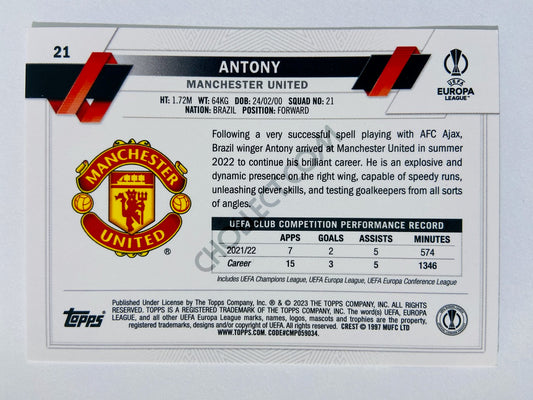 21
ANTONY
MANCHESTER UNITED
HT: 1.72M WT: 64KG DOB: 24/02/00 SQUAD NO: 21
NATION: BRAZIL POSITION: FORWARD
UEFA
EUROPA
LEAGUE™
MANCHESTER
UNITED
®
Following a very successful spell playing with AFC Ajax,
Brazil winger Antony arrived at Manchester United in summer
2022 to continue his brilliant career. He is an explosive and
dynamic presence on the right wing, capable of speedy runs,
unleashing clever skills, and testing goalkeepers from all sorts
of angles.
UEFA CLUB COMPETITION PERFORMANCE RECORD
APPS GOALS ASSISTS MINUTES
2021/22 7 2 5 574
Career 15 3 5 1346
Includes UEFA Champions League, UEFA Europa League, UEFA Europa Conference League
Topps
Published Under License by The Topps Company, Inc. ® & © 2023 THE TOPPS COMPANY, INC. ALL RIGHTS
RESERVED. TOPPS IS A REGISTERED TRADEMARK OF THE TOPPS COMPANY, INC. The word(s) UEFA, EUROPA
LEAGUE, and all other UEFA Europa League marks, names, logos, mascots and trophy are property,
registered trademarks, designs and/or copyright of UEFA. All Rights Reserved. CREST © 1997 MUFC LTD
WWW.TOPPS.COM. CODE#CMP059034.
CHOLLECT.COM